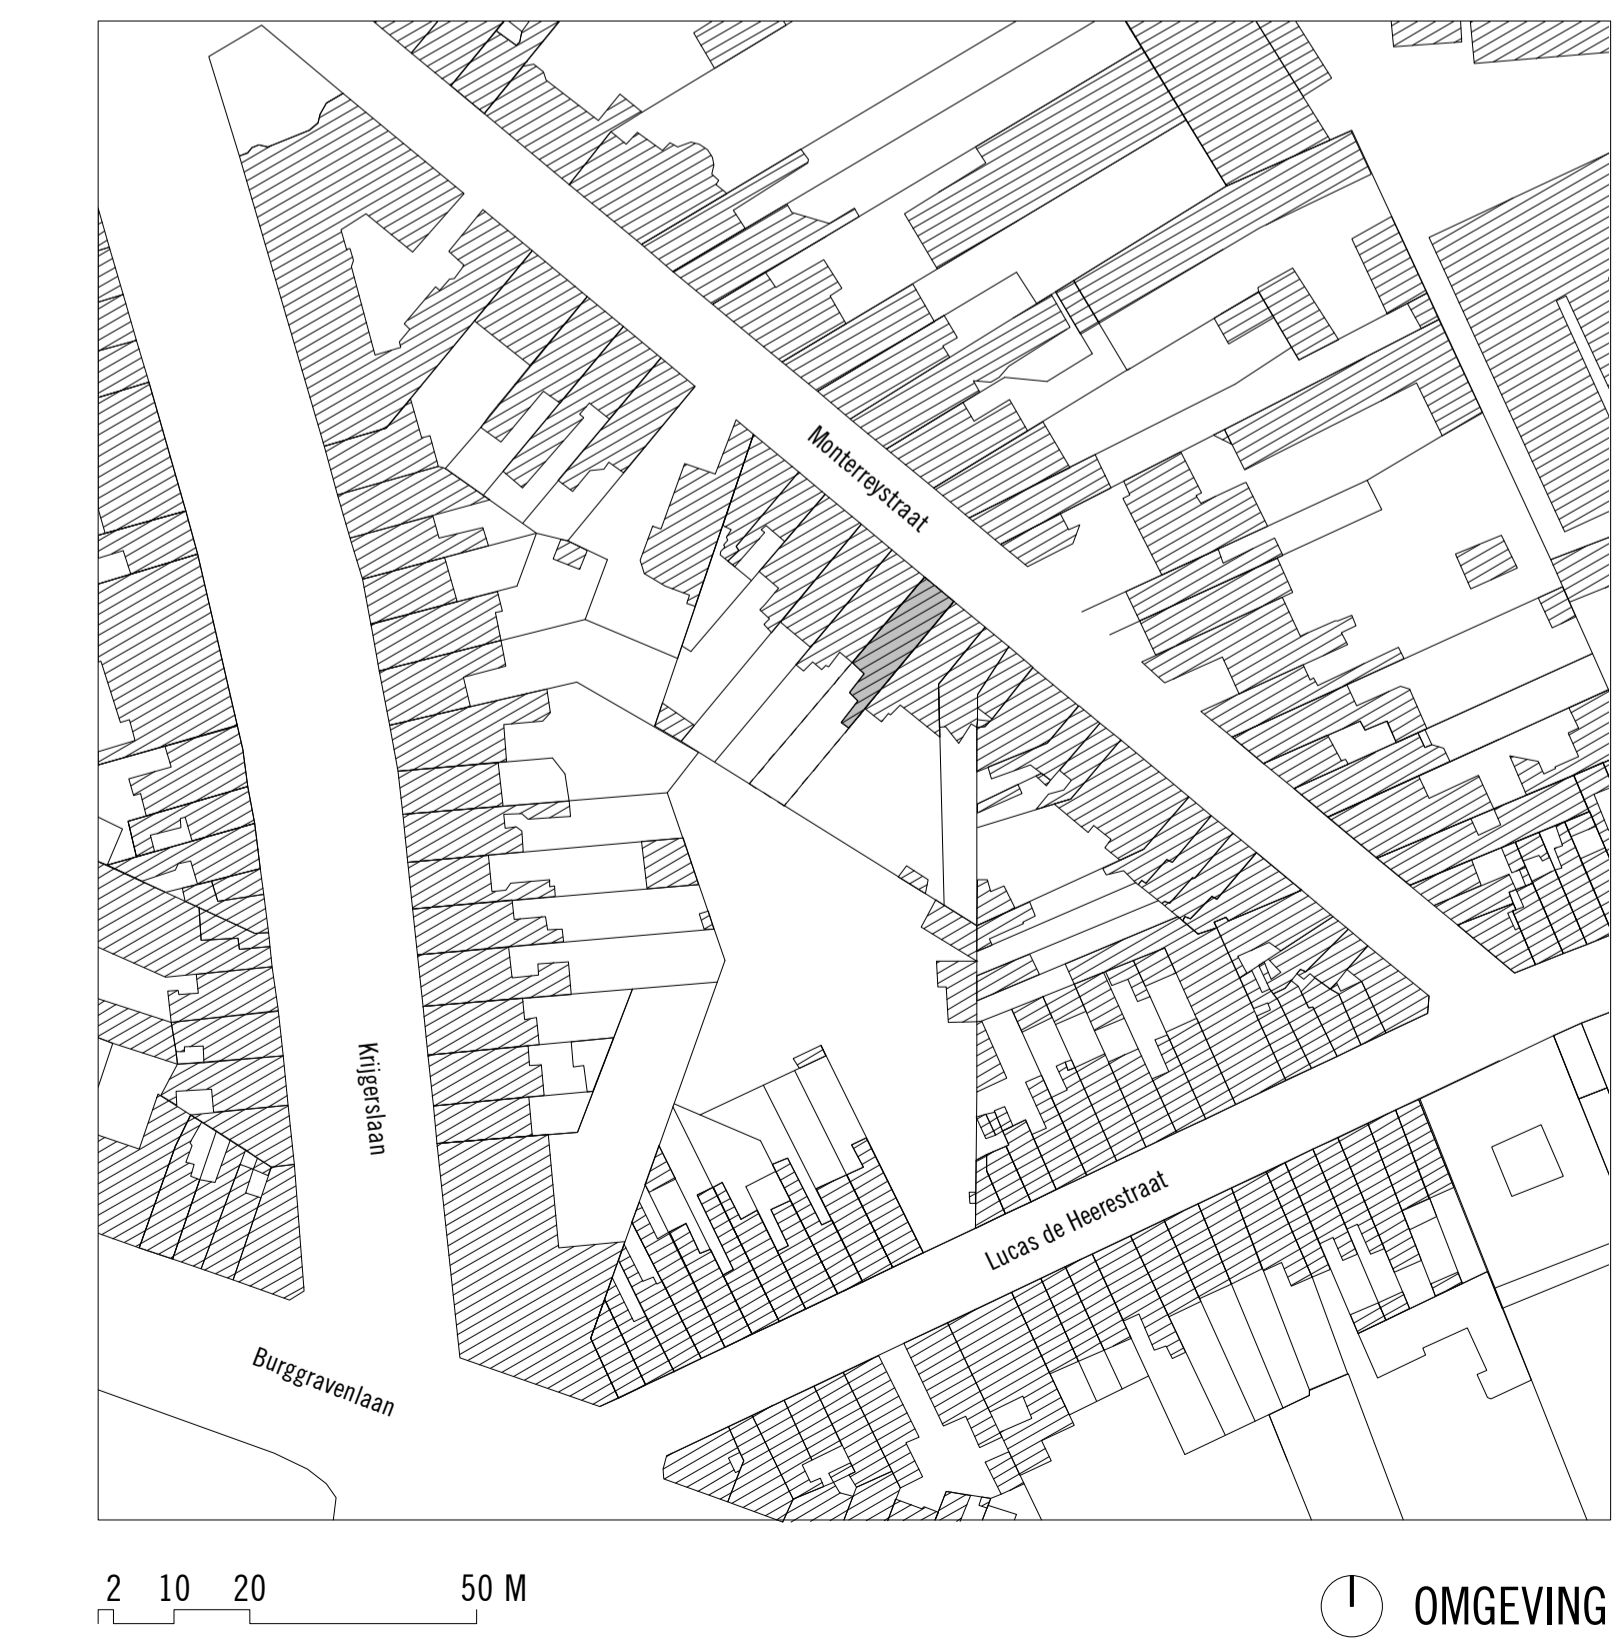 Monterreystraat
Krijgerslaan
Lucas de Heerestraat
Burggravenlaan
2 10 20 50 M
OMGEVING